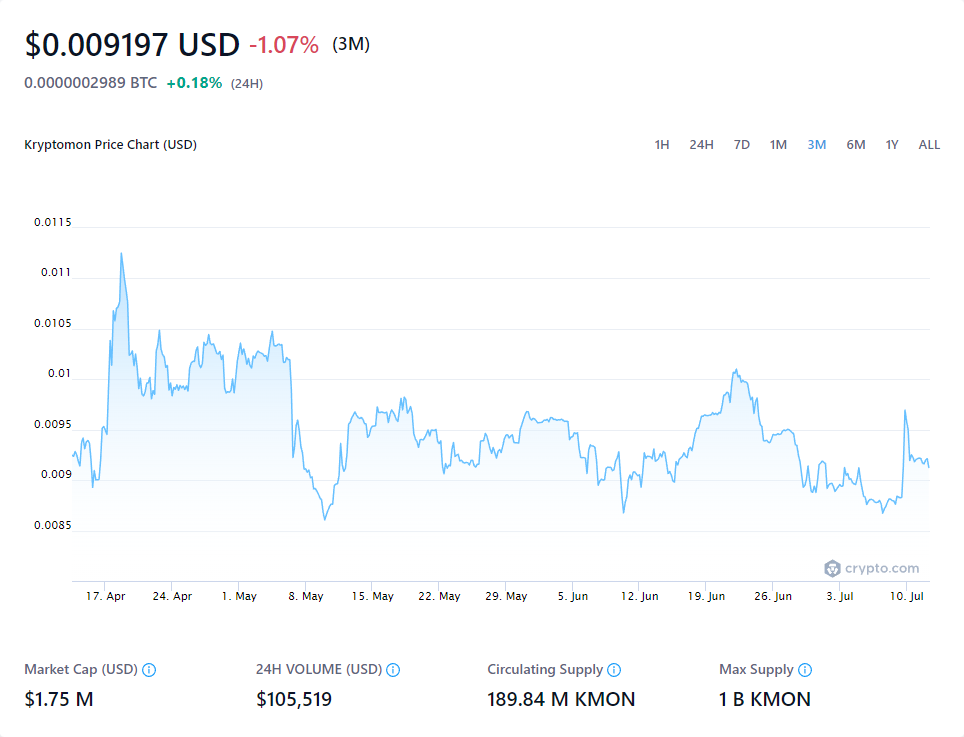 $0.009197 USD -1.07% (3M)
0.0000002989 BTC +0.18% (24H)
Kryptomon Price Chart (USD) 1H 24H 7D 1M 3M 6M 1Y ALL
0.0115
0.011
0.0105
0.01
0.0095
0.009
0.0085
crypto.com
17. Apr 24. Apr 1. May 8. May 15. May 22. May 29. May 5. Jun 12. Jun 19. Jun 26. Jun 3. Jul 10. Jul
Market Cap (USD) 24H VOLUME (USD) Circulating Supply Max Supply
$1.75 M $105,519 189.84 M KMON 1 B KMON